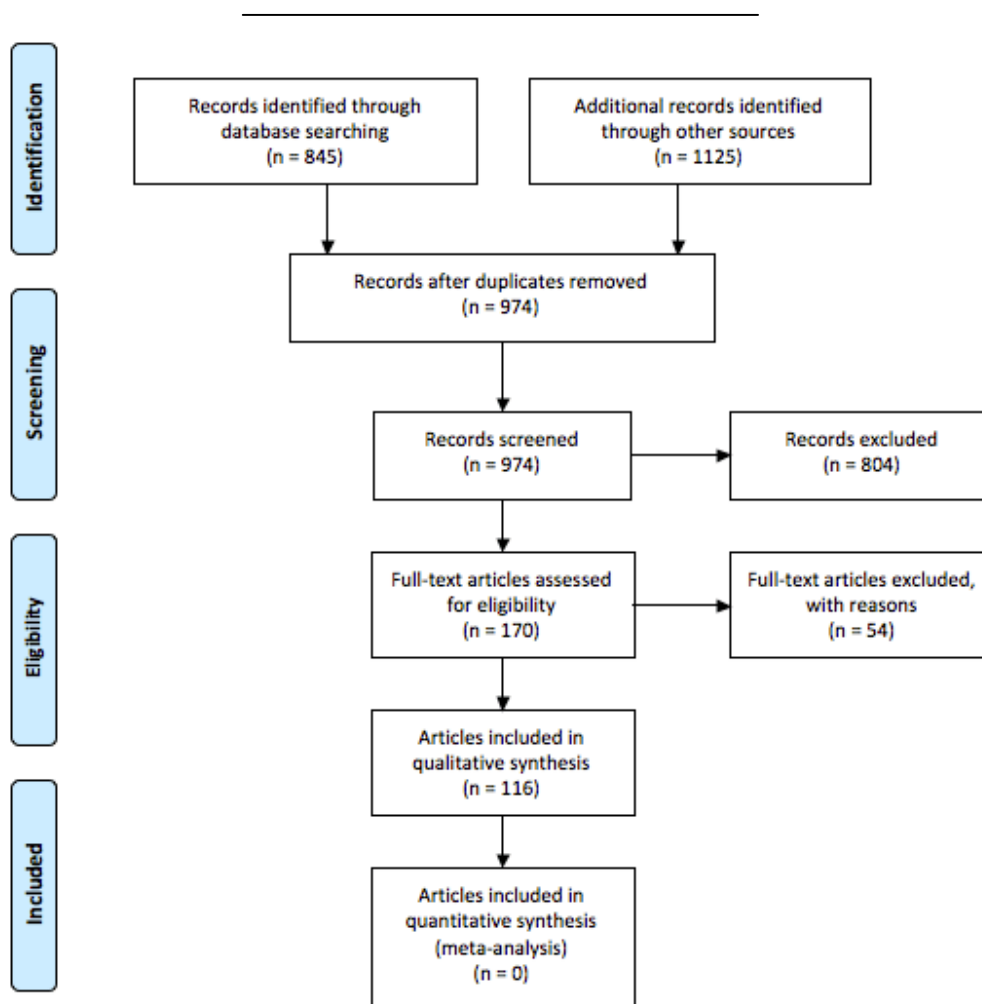 Identification
Records identified through
database searching
(n = 845)
Additional records identified
through other sources
(n = 1125)
Records after duplicates removed
(n = 974)
Screening
Records screened
(n = 974)
Records excluded
(n = 804)
Eligibility
Full-text articles assessed
for eligibility
(n = 170)
Full-text articles excluded,
with reasons
(n = 54)
Articles included in
qualitative synthesis
(n = 116)
Included
Articles included in
quantitative synthesis
(meta-analysis)
(n = 0)